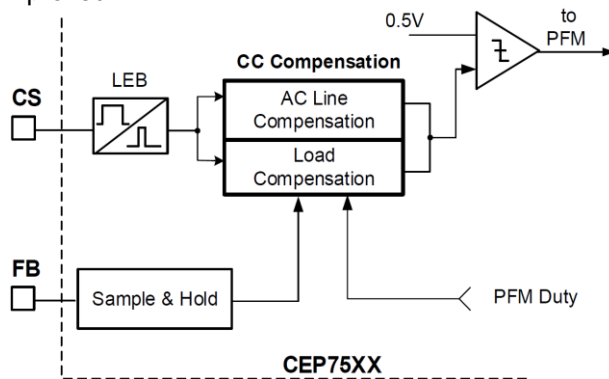 to
0.5V
PFM
CC Compensation
LEB
CS
AC Line
Compensation
Load
Compensation
FB
Sample & Hold
PFM Duty
CEP75XX